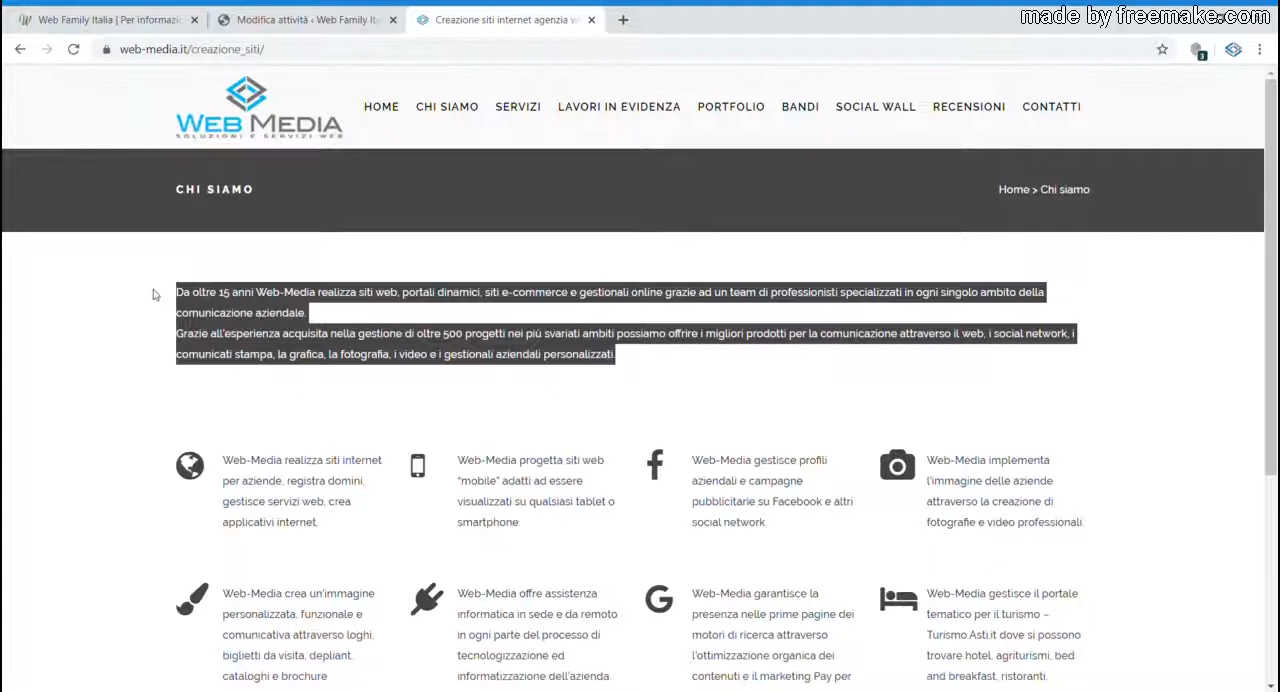 Web Family Italia | Per informazio
Modifica attività ‹ Web Family Ita
Creazione siti internet agenzia we
made by freemake.com
web-media.it/creazione_siti/
3
WEB MEDIA
SOLUZIONI E SERVIZI WEB
HOME CHI SIAMO SERVIZI LAVORI IN EVIDENZA PORTFOLIO BANDI SOCIAL WALL RECENSIONI CONTATTI
CHI SIAMO
Home > Chi siamo
Da oltre 15 anni Web-Media realizza siti web, portali dinamici, siti e-commerce e gestionali online grazie ad un team di professionisti specializzati in ogni singolo ambito della
comunicazione aziendale.
Grazie all'esperienza acquisita nella gestione di oltre 500 progetti nei più svariati ambiti possiamo offrire i migliori prodotti per la comunicazione attraverso il web, i social network, i
comunicati stampa, la grafica, la fotografia, i video e i gestionali aziendali personalizzati.
Web-Media realizza siti internet
per aziende, registra domini,
gestisce servizi web, crea
applicativi internet.
Web-Media progetta siti web
"mobile" adatti ad essere
visualizzati su qualsiasi tablet o
smartphone.
Web-Media gestisce profili
aziendali e campagne
pubblicitarie su Facebook e altri
social network.
Web-Media implementa
l'immagine delle aziende
attraverso la creazione di
fotografie e video professionali.
Web-Media crea un'immagine
personalizzata, funzionale e
comunicativa attraverso loghi,
biglietti da visita, depliant,
cataloghi e brochure
Web-Media offre assistenza
informatica in sede e da remoto
in ogni parte del processo di
tecnologizzazione ed
informatizzazione dell'azienda.
Web-Media garantisce la
presenza nelle prime pagine dei
motori di ricerca attraverso
l'ottimizzazione organica dei
contenuti e il marketing Pay per
Web-Media gestisce il portale
tematico per il turismo –
Turismo.Asti.it dove si possono
trovare hotel, agriturismi, bed
and breakfast, ristoranti,